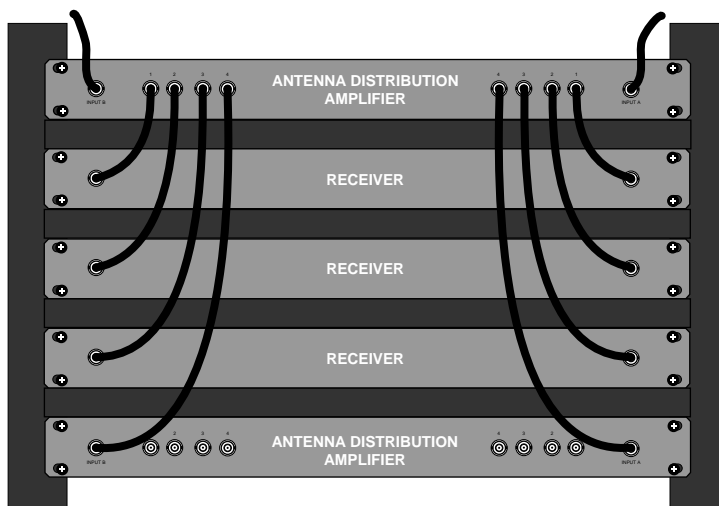 1 2 3 4
ANTENNA DISTRIBUTION
AMPLIFIER
4 3 2 1
INPUT B
INPUT A
RECEIVER
RECEIVER
RECEIVER
2 3 4
ANTENNA DISTRIBUTION
AMPLIFIER
4 3 2
INPUT B
INPUT A